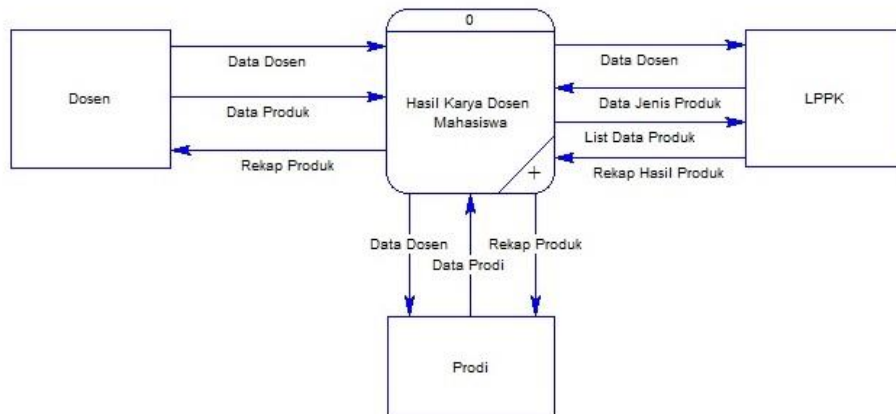 0
Dosen
Data Dosen
Data Produk
Rekap Produk
Hasil Karya Dosen
Mahasiswa
+
Data Dosen
Data Jenis Produk
List Data Produk
Rekap Hasil Produk
LPPK
Data Dosen
Rekap Produk
Data Prodi
Prodi